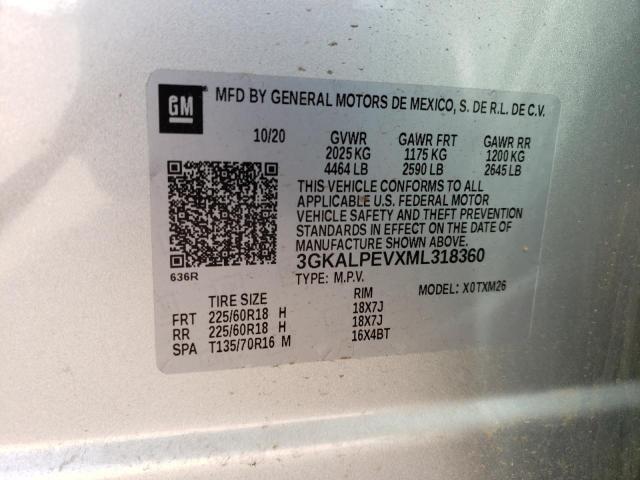 GM MFD BY GENERAL MOTORS DE MEXICO, S. DE R.L. DE C.V.
10/20 GVWR GAWR FRT GAWR RR
2025 KG 1175 KG 1200 KG
4464 LB 2590 LB 2645 LB
THIS VEHICLE CONFORMS TO ALL
APPLICABLE U.S. FEDERAL MOTOR
VEHICLE SAFETY AND THEFT PREVENTION
STANDARDS IN EFFECT ON THE DATE OF
MANUFACTURE SHOWN ABOVE.
636R 3GKALPEVXML318360
TYPE: M.P.V. MODEL: X0TXM26
TIRE SIZE RIM
FRT 225/60R18 H 18X7J
RR 225/60R18 H 18X7J
SPA T135/70R16 M 16X4BT